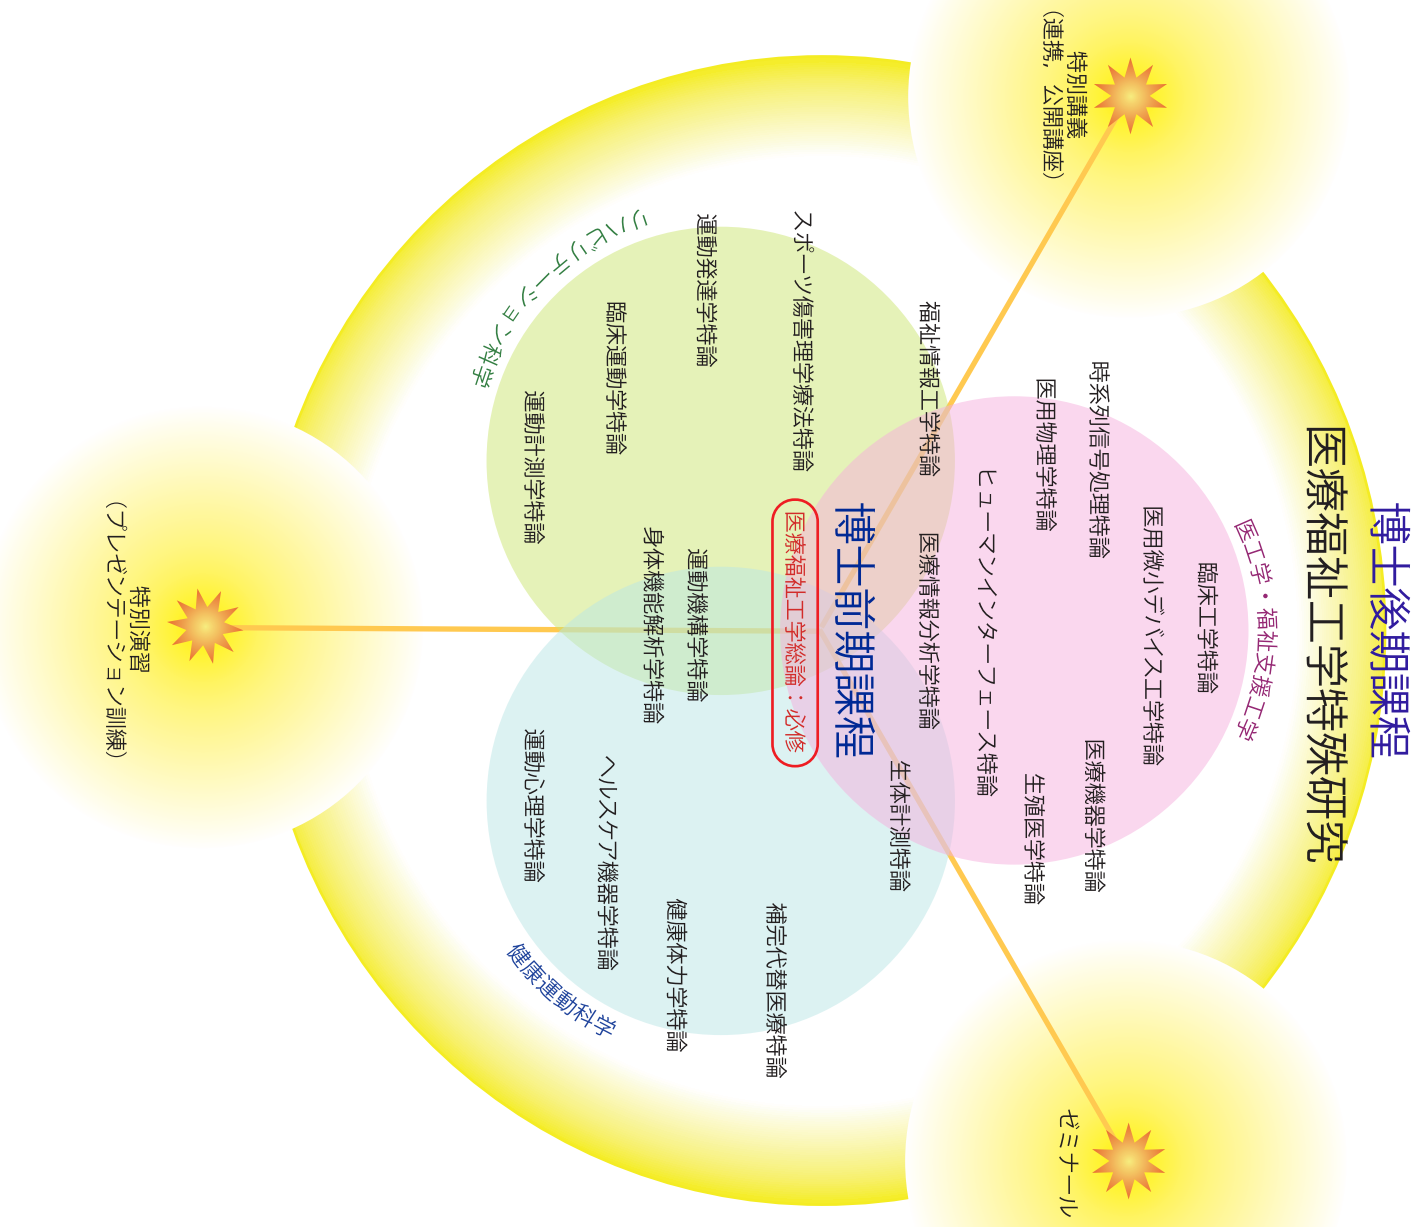 博士後期課程
医療福祉工学特殊研究
医工学・福祉支援工学
臨床工学特論
医用微小デバイス工学特論
時系列信号処理特論
医療機器学特論
医用物理学特論
生殖医学特論
ヒューマンインターフェース特論
福祉情報工学特論
医療情報分析学特論
生体計測特論
博士前期課程
医療福祉工学総論：必修
スポーツ傷害理学療法特論
運動発達学特論
臨床運動学特論
運動計測学特論
リハビリテーション科学
運動機構学特論
身体機能解析学特論
補完代替医療特論
健康体力学特論
ヘルスケア機器学特論
運動心理学特論
健康運動科学
特別講義
（連携，公開講座）
ゼミナール
特別演習
（プレゼンテーション訓練）